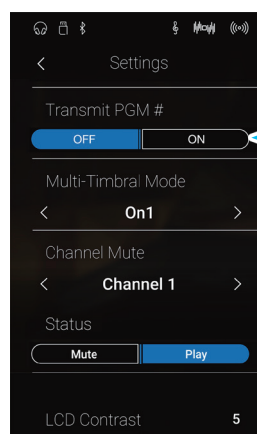 Settings
Transmit PGM #
OFF ON
Multi-Timbral Mode
On1
Channel Mute
Channel 1
Status
Mute Play
LCD Contrast 5